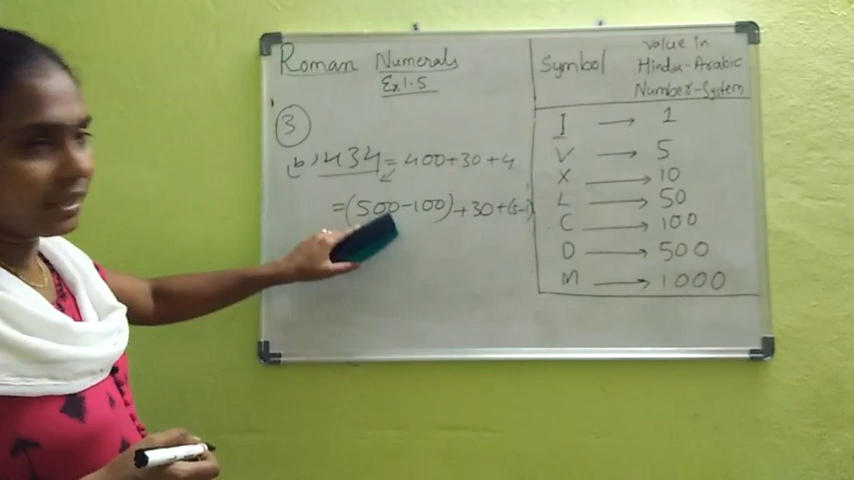 Roman Numerals
Ex 1.5
3
(b) 434 = 400+30+4
=(500-100)+30+(5-1)
Symbol
Value in
Hindu-Arabic
Number-System
I → 1
V → 5
X → 10
L → 50
C → 100
D → 500
M → 1000